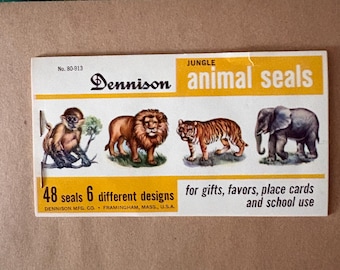 No. 80-913
Dennison
JUNGLE
animal seals
48 seals 6 different designs
DENNISON MFG. CO. • FRAMINGHAM, MASS., U.S.A.
for gifts, favors, place cards
and school use